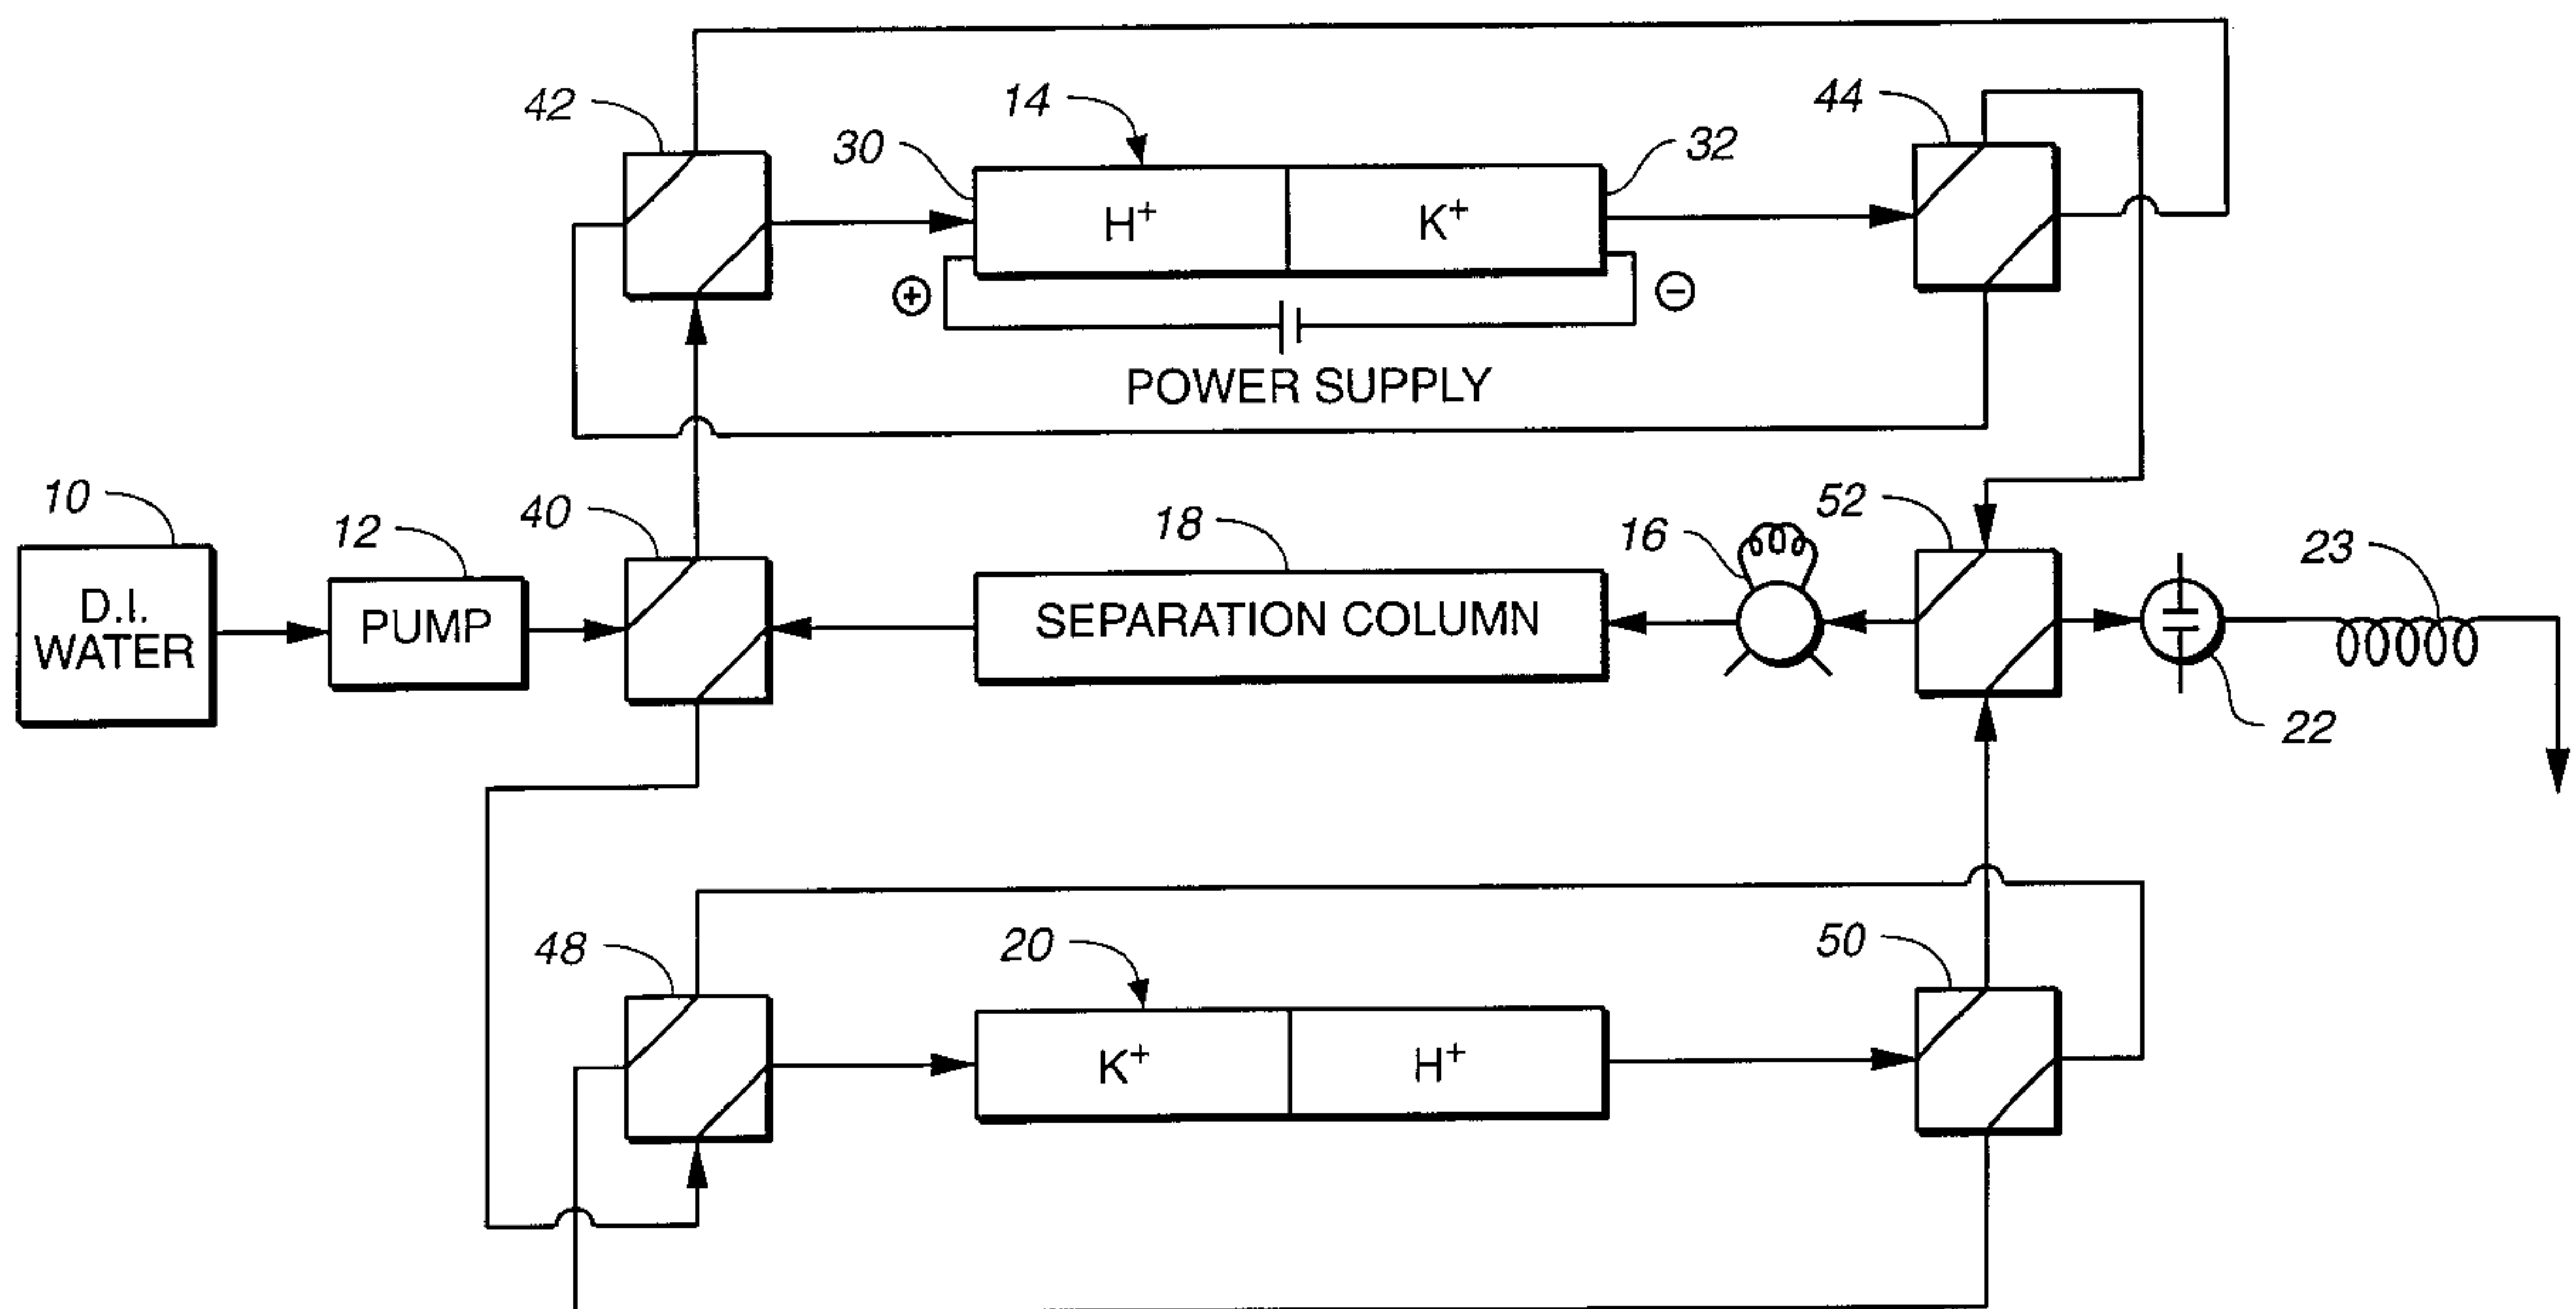 42
14
44
30
32
H+
K+
⊕
⊖
POWER SUPPLY
10
12
40
18
16
52
23
D.I.
WATER
PUMP
SEPARATION COLUMN
22
48
20
50
K+
H+